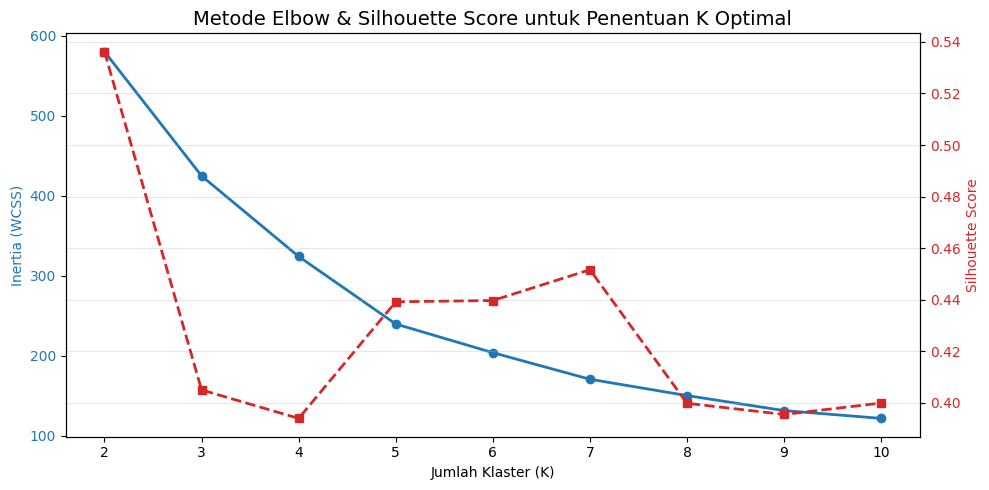 Metode Elbow & Silhouette Score untuk Penentuan K Optimal
600
500
400
300
200
100
Inertia (WCSS)
0.54
0.52
0.50
0.48
0.46
0.44
0.42
0.40
Silhouette Score
2 3 4 5 6 7 8 9 10
Jumlah Klaster (K)